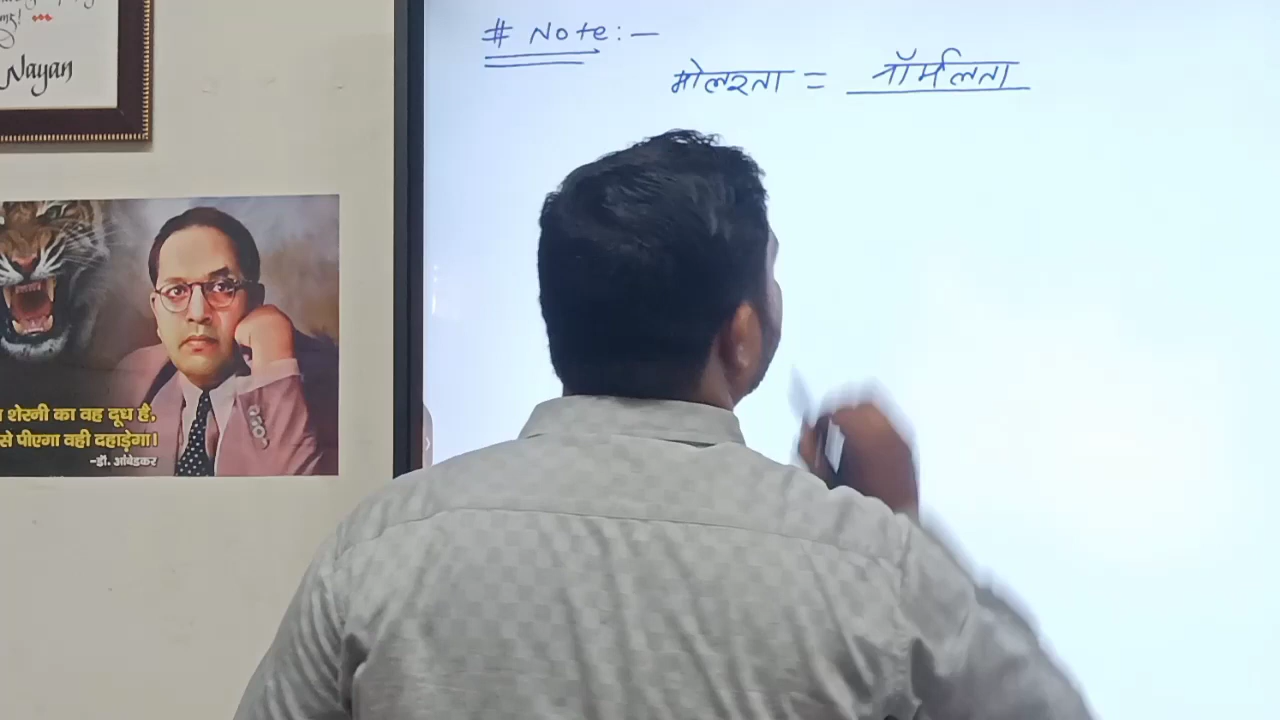 Nayan
शेरनी का वह दूध है,
से पीएगा वही दहाड़ेगा।
-डॉ. आंबेडकर
# Note:-
मोलरता = नॉर्मलता